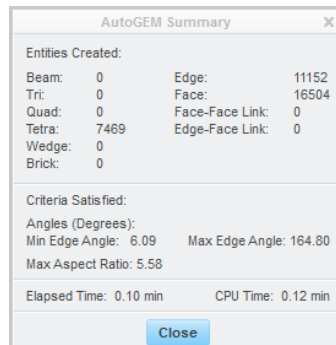 AutoGEM Summary x
Entities Created:
Beam: 0 Edge: 11152
Tri: 0 Face: 16504
Quad: 0 Face-Face Link: 0
Tetra: 7469 Edge-Face Link: 0
Wedge: 0
Brick: 0
Criteria Satisfied:
Angles (Degrees):
Min Edge Angle: 6.09 Max Edge Angle: 164.80
Max Aspect Ratio: 5.58
Elapsed Time: 0.10 min CPU Time: 0.12 min
Close